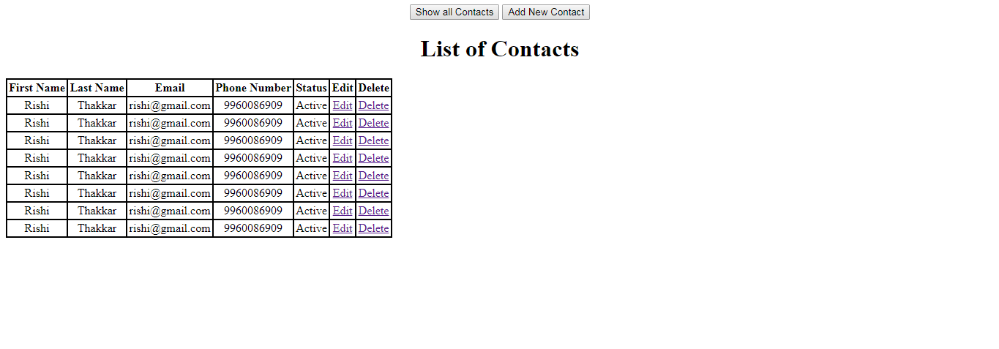 Show all Contacts Add New Contact
List of Contacts
First Name Last Name Email Phone Number Status Edit Delete
Rishi Thakkar rishi@gmail.com 9960086909 Active Edit Delete
Rishi Thakkar rishi@gmail.com 9960086909 Active Edit Delete
Rishi Thakkar rishi@gmail.com 9960086909 Active Edit Delete
Rishi Thakkar rishi@gmail.com 9960086909 Active Edit Delete
Rishi Thakkar rishi@gmail.com 9960086909 Active Edit Delete
Rishi Thakkar rishi@gmail.com 9960086909 Active Edit Delete
Rishi Thakkar rishi@gmail.com 9960086909 Active Edit Delete
Rishi Thakkar rishi@gmail.com 9960086909 Active Edit Delete